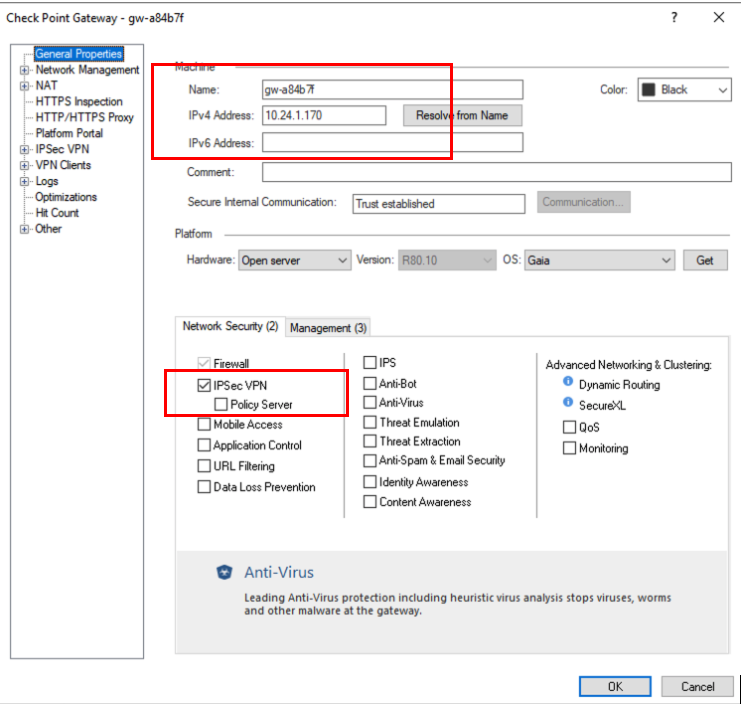 Check Point Gateway - gw-a84b7f
? ×
General Properties
Network Management
NAT
HTTPS Inspection
HTTP/HTTPS Proxy
Platform Portal
IPSec VPN
VPN Clients
Logs
Optimizations
Hit Count
Other
Machine
Name: gw-a84b7f Color: Black
IPv4 Address: 10.24.1.170 Resolve from Name
IPv6 Address:
Comment:
Secure Internal Communication: Trust established Communication...
Platform
Hardware: Open server Version: R80.10 OS: Gaia Get
Network Security (2) Management (3)
Firewall
IPSec VPN
Policy Server
Mobile Access
Application Control
URL Filtering
Data Loss Prevention
IPS
Anti-Bot
Anti-Virus
Threat Emulation
Threat Extraction
Anti-Spam & Email Security
Identity Awareness
Content Awareness
Advanced Networking & Clustering:
Dynamic Routing
SecureXL
QoS
Monitoring
Anti-Virus
Leading Anti-Virus protection including heuristic virus analysis stops viruses, worms
and other malware at the gateway.
OK Cancel